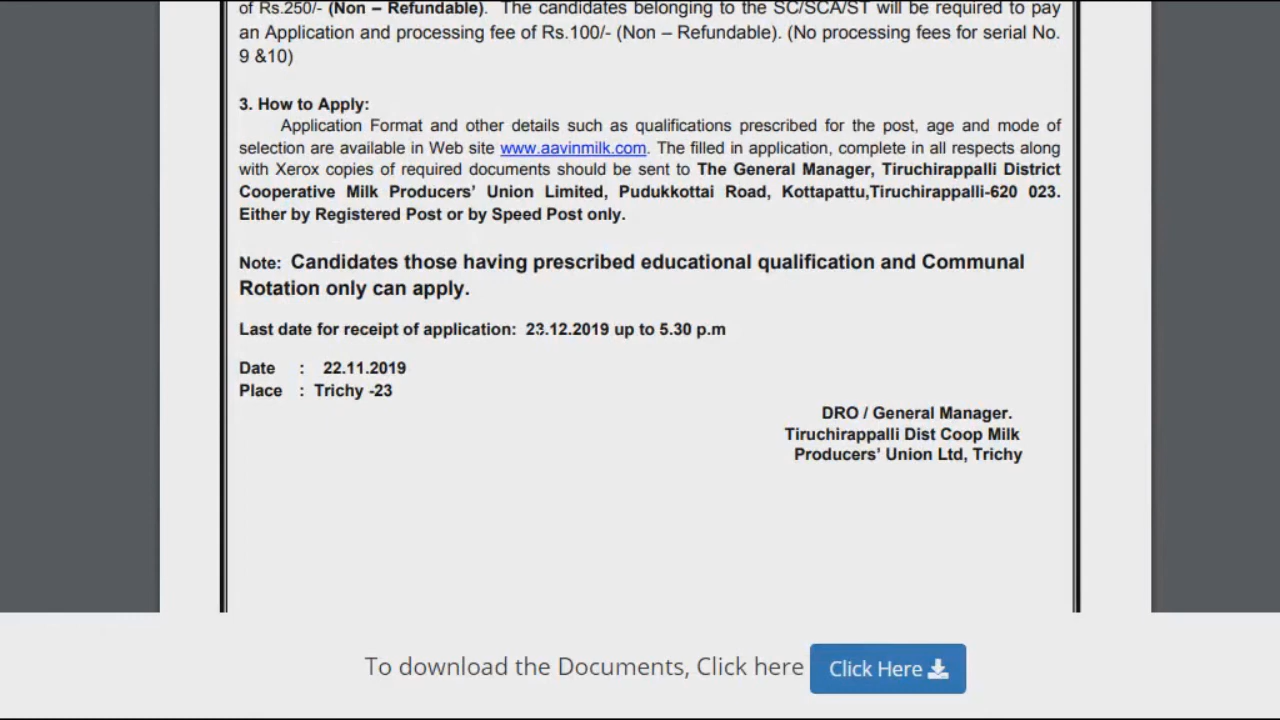 of Rs.250/- (Non – Refundable). The candidates belonging to the SC/SCA/ST will be required to pay
an Application and processing fee of Rs.100/- (Non – Refundable). (No processing fees for serial No.
9 &10)
3. How to Apply:
Application Format and other details such as qualifications prescribed for the post, age and mode of
selection are available in Web site www.aavinmilk.com. The filled in application, complete in all respects along
with Xerox copies of required documents should be sent to The General Manager, Tiruchirappalli District
Cooperative Milk Producers’ Union Limited, Pudukkottai Road, Kottapattu,Tiruchirappalli-620 023.
Either by Registered Post or by Speed Post only.
Note: Candidates those having prescribed educational qualification and Communal
Rotation only can apply.
Last date for receipt of application: 23.12.2019 up to 5.30 p.m
Date : 22.11.2019
Place : Trichy -23
DRO / General Manager.
Tiruchirappalli Dist Coop Milk
Producers’ Union Ltd, Trichy
To download the Documents, Click here Click Here